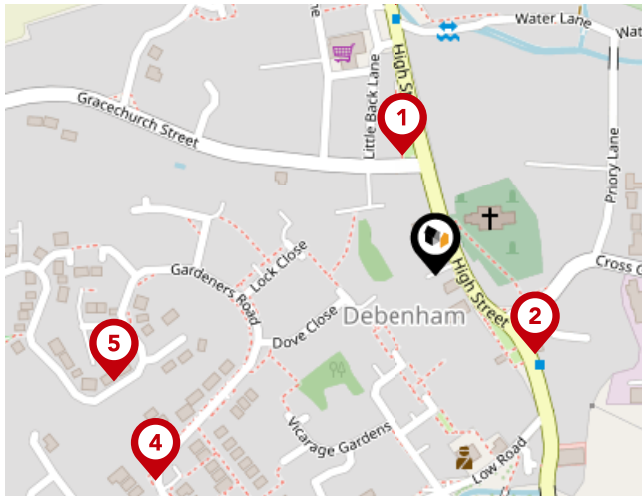 Water Lane
Wat
High St
Little Back Lane
1
Gracechurch Street
Priory Lane
Lock Close
Gardeners Road
High Street
Cross
Dove Close
Debenham
2
5
Vicarage Gardens
4
Low Road